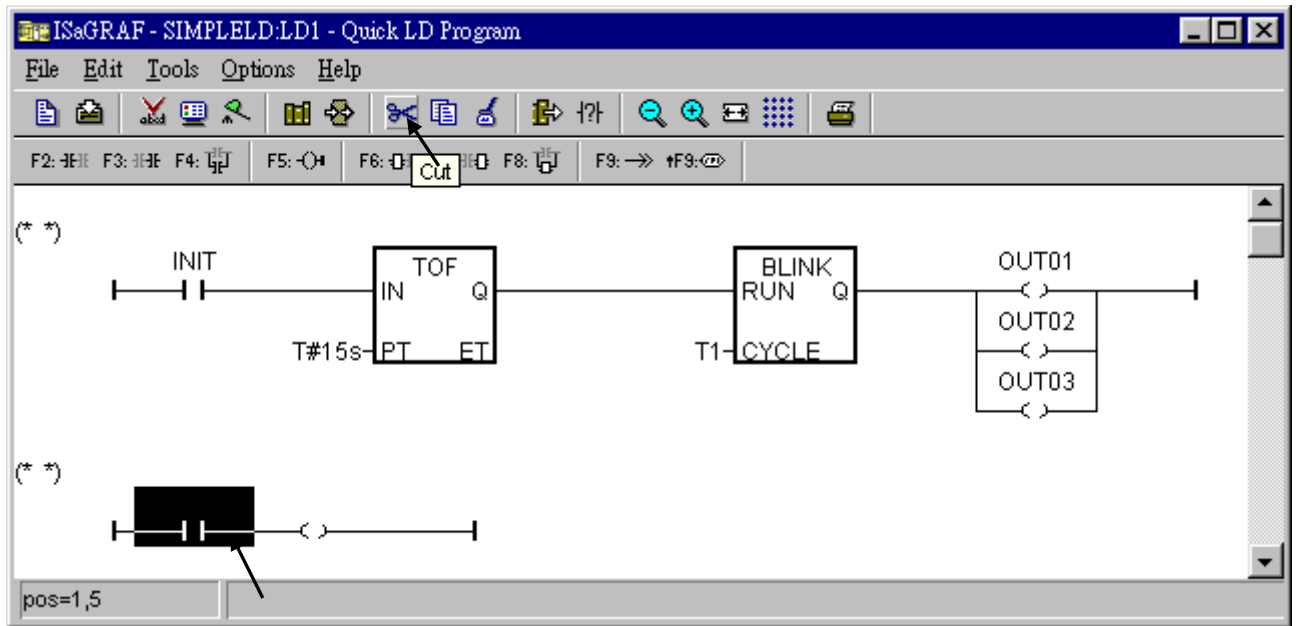 ISaGRAF - SIMPLELD:LD1 - Quick LD Program
File Edit Tools Options Help
F2: F3: F4: F5: F6: F8: F9: F9:
Cut
(* *)
INIT
TOF
IN Q
T#15s PT ET
BLINK
RUN Q
T1 CYCLE
OUT01
OUT02
OUT03
(* *)
pos=1,5